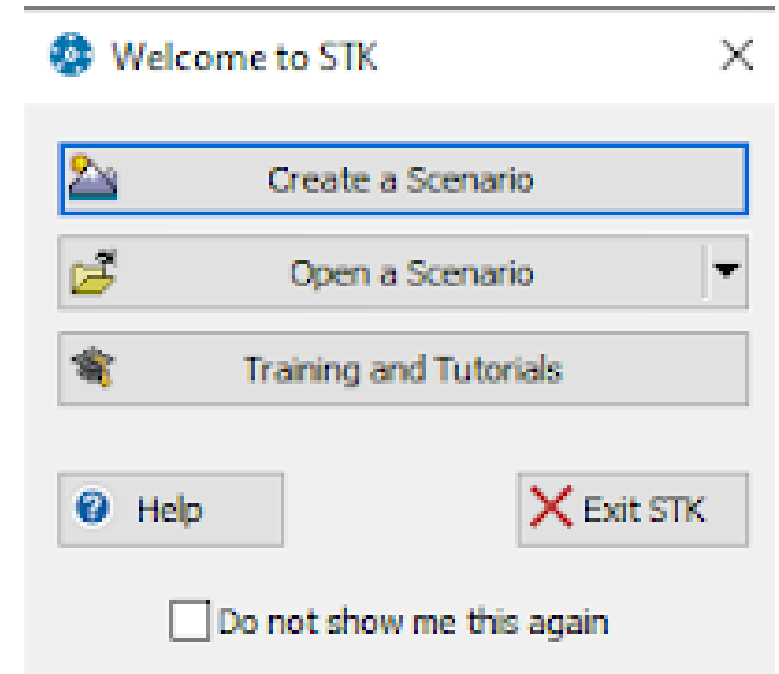 Welcome to STK
Create a Scenario
Open a Scenario
Training and Tutorials
Help
Exit STK
Do not show me this again